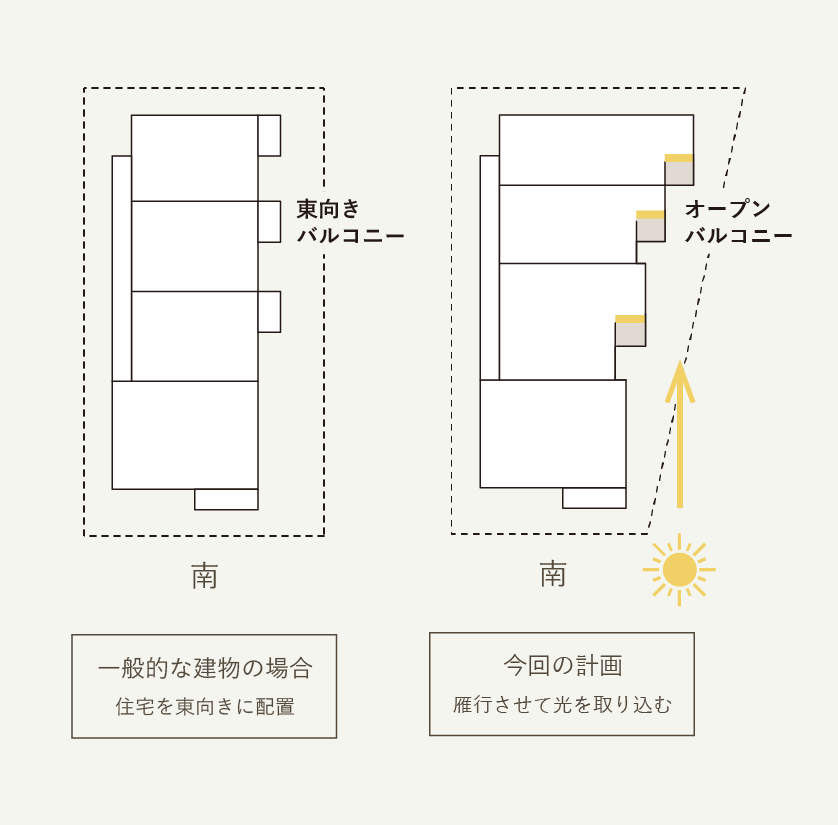 東向き
バルコニー
オープン
バルコニー
南
南
一般的な建物の場合
住宅を東向きに配置
今回の計画
雁行させて光を取り込む